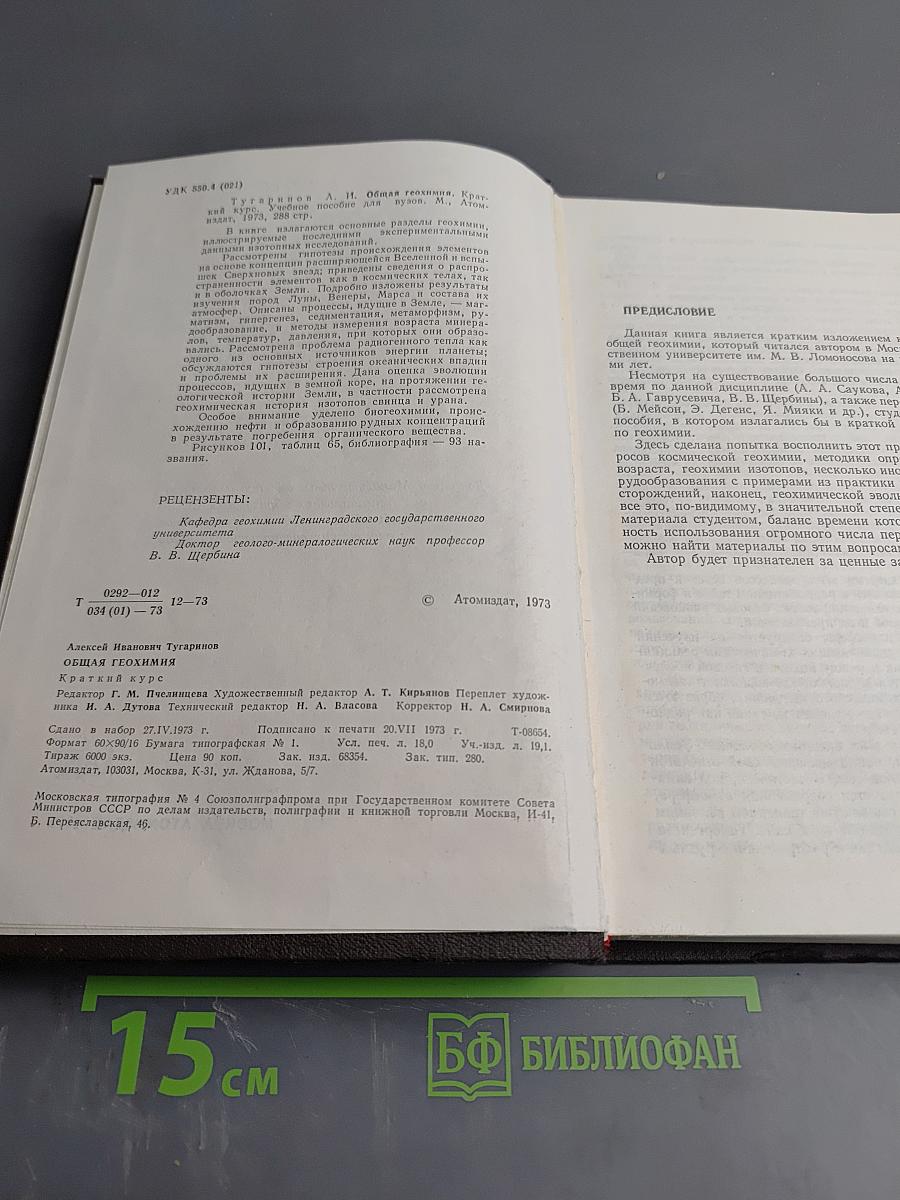 УДК 550.4 (021)
Тугаринов А. И. Общая геохимия. Крат-
кий курс. Учебное пособие для вузов. М., Атом-
издат, 1973, 288 стр.
В книге излагаются основные разделы геохимии,
иллюстрируемые последними экспериментальными
данными изотопных исследований.
Рассмотрены гипотезы происхождения элементов
на основе концепции расширяющейся Вселенной и вспы-
шек Сверхновых звезд; приведены сведения о распро-
страненности элементов как в космических телах, так
и в оболочках Земли. Подробно изложены результаты
изучения пород Луны, Венеры, Марса и состава их
атмосфер. Описаны процессы, идущие в Земле, — маг-
матизм, гипергенез, седиментация, метаморфизм, ру-
дообразование, и методы измерения возраста минера-
лов, температур, давления, при которых они образо-
вались. Рассмотрена проблема радиогенного тепла как
одного из основных источников энергии планеты;
обсуждаются гипотезы строения океанических впадин
и проблемы их расширения. Дана оценка эволюции
процессов, идущих в земной коре, на протяжении ге-
ологической истории Земли, в частности рассмотрена
геохимическая история изотопов свинца и урана.
Особое внимание уделено биогеохимии, проис-
хождению нефти и образованию рудных концентраций
в результате погребения органического вещества.
Рисунков 101, таблиц 65, библиография — 93 на-
звания.
РЕЦЕНЗЕНТЫ:
Кафедра геохимии Ленинградского государственного
университета
Доктор геолого-минералогических наук профессор
В. В. Щербина
Т 0292—012
034 (01) — 73 12—73
© Атомиздат, 1973
Алексей Иванович Тугаринов
ОБЩАЯ ГЕОХИМИЯ
Краткий курс
Редактор Г. М. Пчелинцева Художественный редактор А. Т. Кирьянов Переплет худож-
ника И. А. Дутова Технический редактор Н. А. Власова Корректор Н. А. Смирнова
Сдано в набор 27.IV.1973 г. Подписано к печати 20.VII 1973 г. Т-08654.
Формат 60×90/16 Бумага типографская № 1. Усл. печ. л. 18,0 Уч.-изд. л. 19,1.
Тираж 6000 экз. Цена 90 коп. Зак. изд. 68354. Зак. тип. 280.
Атомиздат, 103031, Москва, К-31, ул. Жданова, 5/7.
Московская типография № 4 Союзполиграфпрома при Государственном комитете Совета
Министров СССР по делам издательств, полиграфии и книжной торговли Москва, И-41,
Б. Переяславская, 46.
ПРЕДИСЛОВИЕ
Данная книга является кратким изложением к
общей геохимии, который читался автором в Мос
ственном университете им. М. В. Ломоносова на
ми лет.
Несмотря на существование большого числа
время по данной дисциплине (А. А. Саукова, А
Б. А. Гаврусевича, В. В. Щербины), а также пер
(Б. Мейсон, Э. Дегенс, Я. Мияки и др.), студ
пособия, в котором излагались бы в краткой
по геохимии.
Здесь сделана попытка восполнить этот пр
росов космической геохимии, методики опр
возраста, геохимии изотопов, несколько ино
рудообразования с примерами из практики
сторождений, наконец, геохимической эвол
все это, по-видимому, в значительной степе
материала студентом, баланс времени кото
ность использования огромного числа пер
можно найти материалы по этим вопроса
Автор будет признателен за ценные за
15 см
БФ БИБЛИОФАН